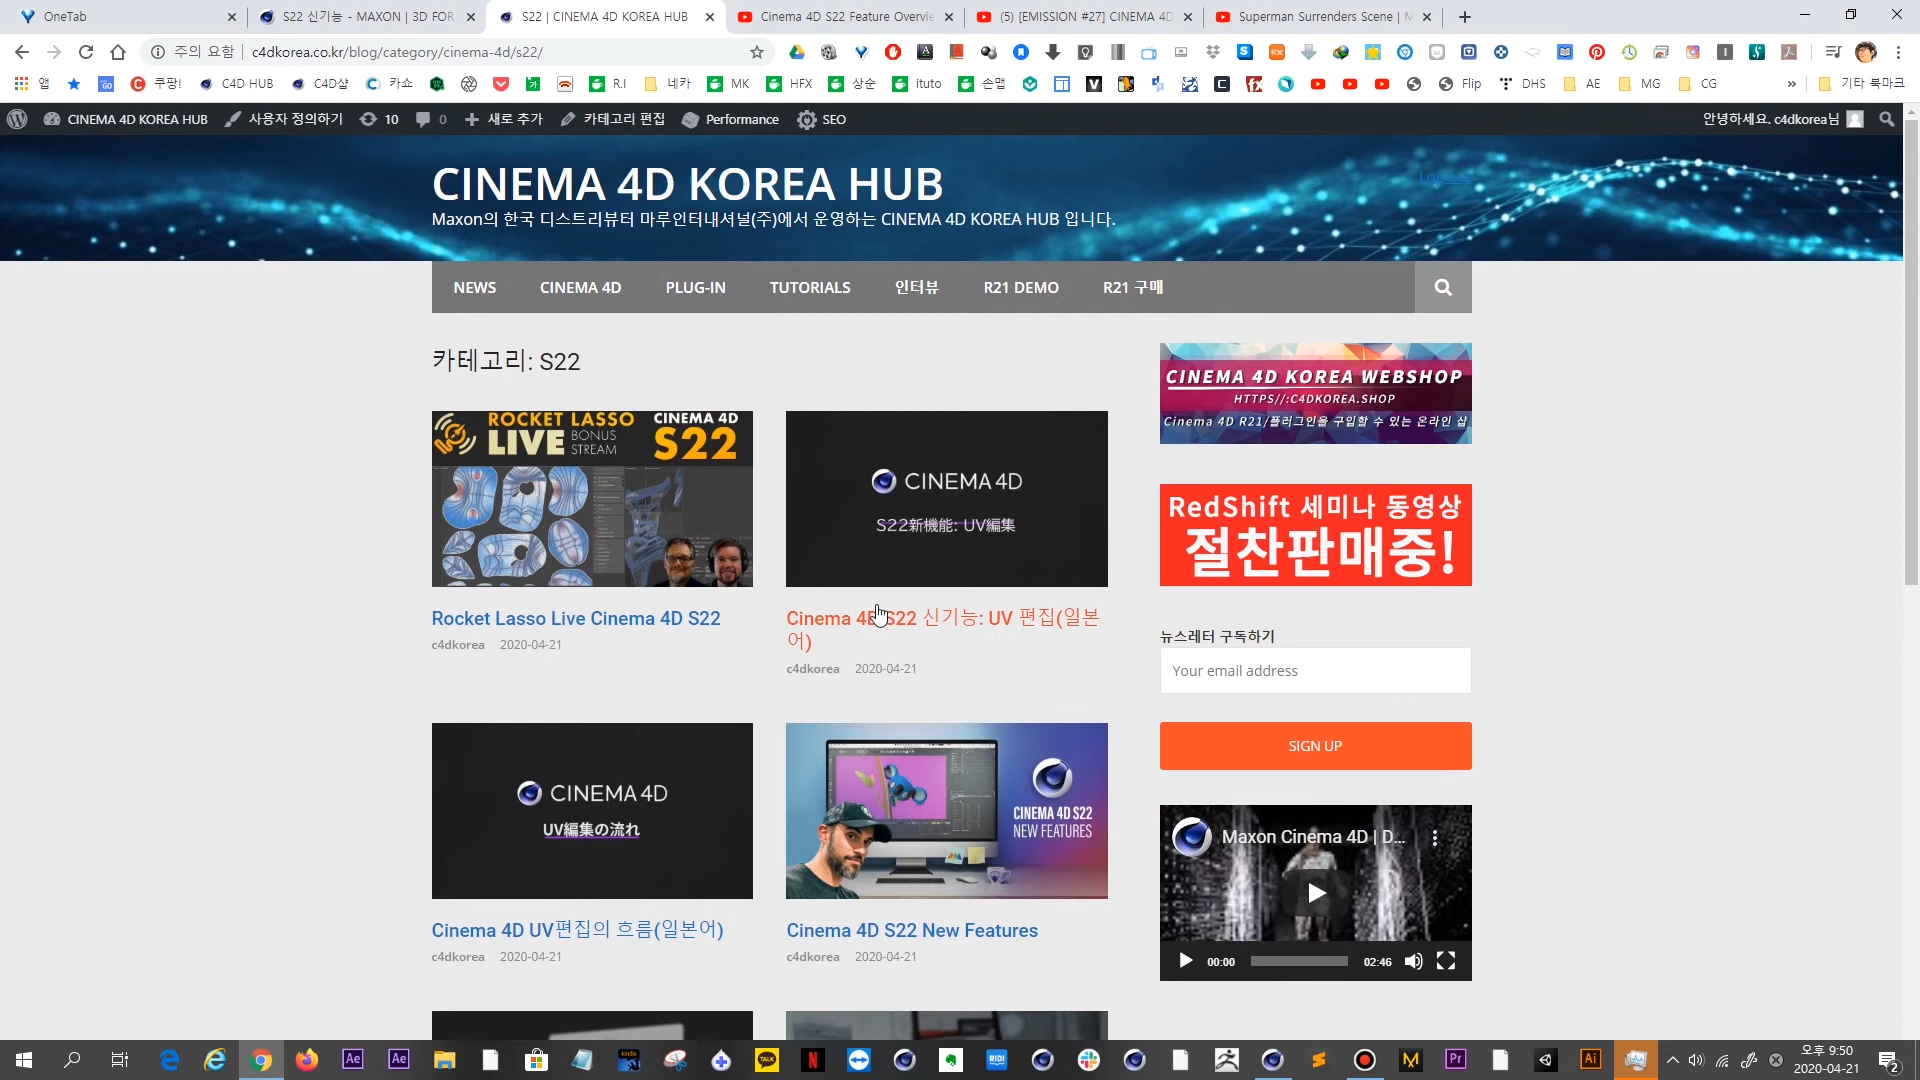 OneTab
S22 신기능 - MAXON | 3D FOR
S22 | CINEMA 4D KOREA HUB
Cinema 4D S22 Feature Overvie
(5) [EMISSION #27] CINEMA 4D
Superman Surrenders Scene | M
주의 요함
c4dkorea.co.kr/blog/category/cinema-4d/s22/
앱
쿠팡!
C4D HUB
C4D샵
카쇼
R.I
네카
MK
HFX
상순
ituto
손맵
Flip
DHS
AE
MG
CG
»
기타 북마크
CINEMA 4D KOREA HUB
사용자 정의하기
10
0
새로 추가
카테고리 편집
Performance
SEO
안녕하세요. c4dkorea님
CINEMA 4D KOREA HUB
Maxon의 한국 디스트리뷰터 마루인터내셔널(주)에서 운영하는 CINEMA 4D KOREA HUB 입니다.
NEWS
CINEMA 4D
PLUG-IN
TUTORIALS
인터뷰
R21 DEMO
R21 구매
카테고리: S22
ROCKET LASSO
LIVE BONUS STREAM
CINEMA 4D
S22
Rocket Lasso Live Cinema 4D S22
c4dkorea 2020-04-21
CINEMA 4D
S22新機能: UV編集
Cinema 4D S22 신기능: UV 편집(일본
어)
c4dkorea 2020-04-21
CINEMA 4D
UV編集の流れ
Cinema 4D UV편집의 흐름(일본어)
c4dkorea 2020-04-21
CINEMA 4D S22
NEW FEATURES
Cinema 4D S22 New Features
c4dkorea 2020-04-21
CINEMA 4D KOREA WEBSHOP
HTTPS//:C4DKOREA.SHOP
Cinema 4D R21/플러그인을 구입할 수 있는 온라인 샵
RedShift 세미나 동영상
절찬판매중!
뉴스레터 구독하기
Your email address
SIGN UP
Maxon Cinema 4D | D...
00:00
02:46
오후 9:50
2020-04-21
2